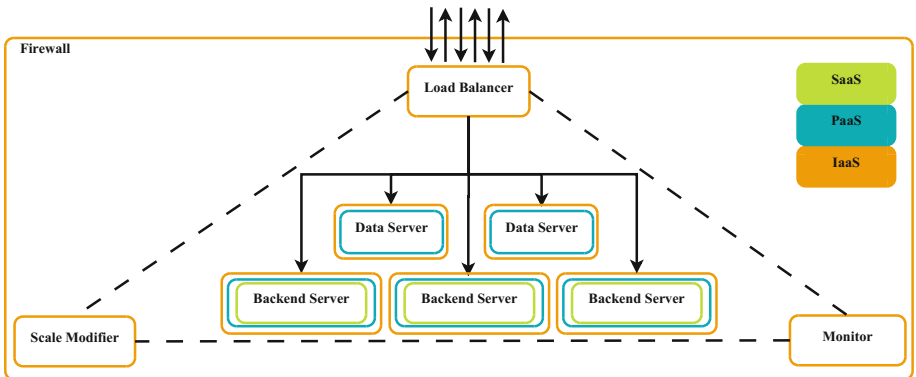 Firewall
Load Balancer
SaaS
PaaS
IaaS
Data Server
Data Server
Backend Server
Backend Server
Backend Server
Scale Modifier
Monitor